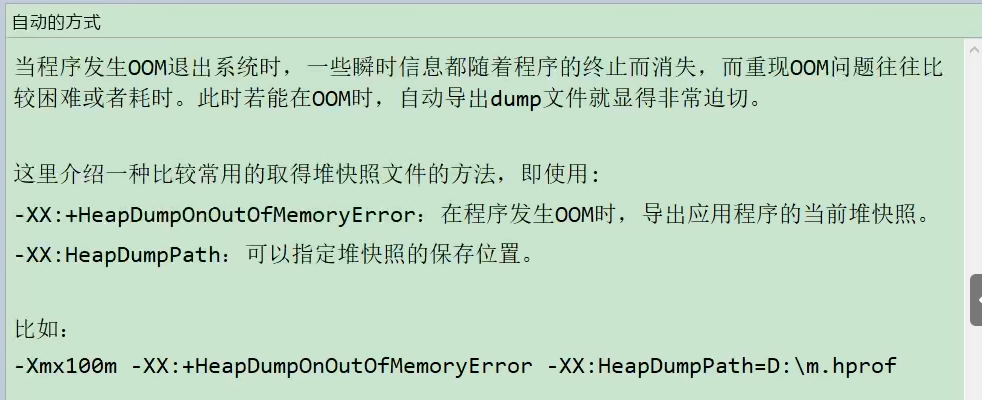 自动的方式
当程序发生OOM退出系统时，一些瞬时信息都随着程序的终止而消失，而重现OOM问题往往比
较困难或者耗时。此时若能在OOM时，自动导出dump文件就显得非常迫切。
这里介绍一种比较常用的取得堆快照文件的方法，即使用:
-XX:+HeapDumpOnOutOfMemoryError：在程序发生OOM时，导出应用程序的当前堆快照。
-XX:HeapDumpPath：可以指定堆快照的保存位置。
比如：
-Xmx100m -XX:+HeapDumpOnOutOfMemoryError -XX:HeapDumpPath=D:\m.hprof